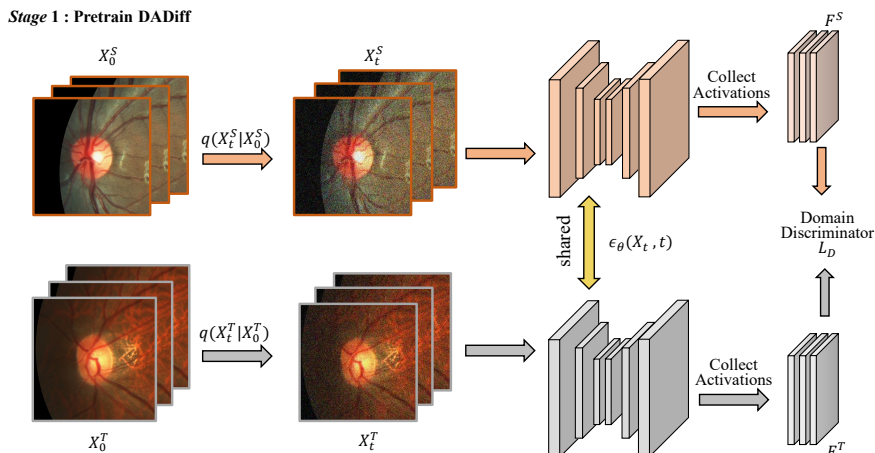 Stage 1 : Pretrain DADiff
X_0^S
X_t^S
F^S
q(X_t^S|X_0^S)
Collect
Activations
shared
ϵ_θ(X_t , t)
Domain
Discriminator
L_D
q(X_t^T|X_0^T)
Collect
Activations
X_0^T
X_t^T
F^T